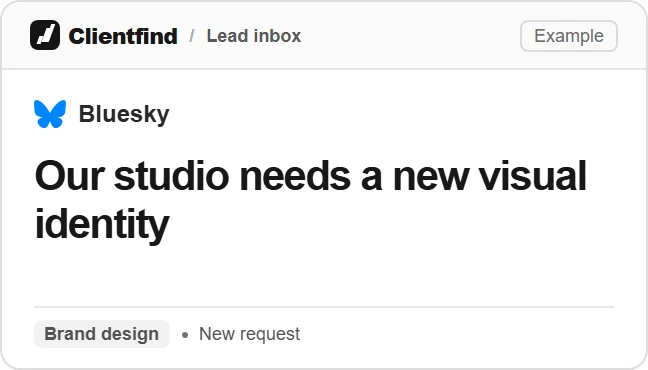 Clientfind / Lead inbox
Example
Bluesky
Our studio needs a new visual
identity
Brand design • New request